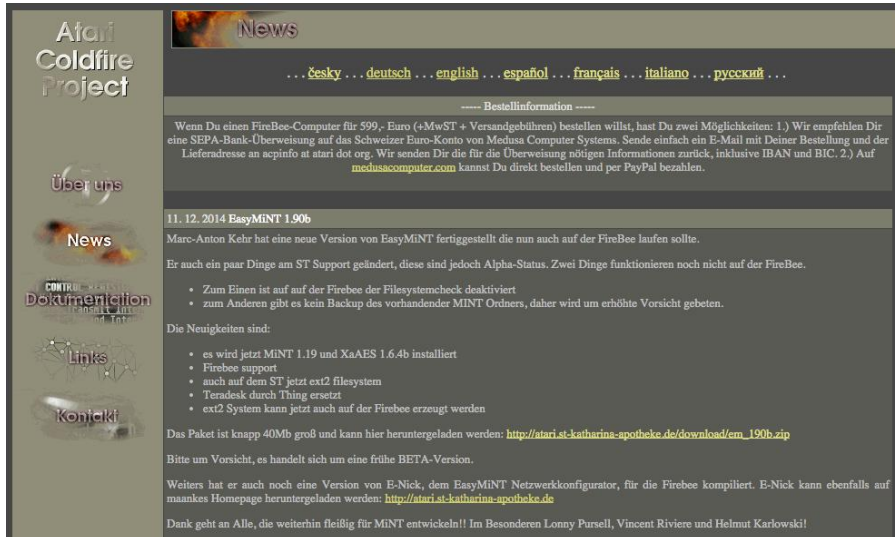 Atari
Coldfire
Project
Über uns
News
Dokumentation
Links
Kontakt
News
. . . česky . . . deutsch . . . english . . . español . . . français . . . italiano . . . русский . . .
----- Bestellinformation -----
Wenn Du einen FireBee-Computer für 599,- Euro (+MwST + Versandgebühren) bestellen willst, hast Du zwei Möglichkeiten: 1.) Wir empfehlen Dir
eine SEPA-Bank-Überweisung auf das Schweizer Euro-Konto von Medusa Computer Systems. Sende einfach ein E-Mail mit Deiner Bestellung und der
Lieferadresse an acpinfo at atari dot org. Wir senden Dir die für die Überweisung nötigen Informationen zurück, inklusive IBAN und BIC. 2.) Auf
medusacomputer.com kannst Du direkt bestellen und per PayPal bezahlen.
11. 12. 2014 EasyMiNT 1.90b
Marc-Anton Kehr hat eine neue Version von EasyMiNT fertiggestellt die nun auch auf der FireBee laufen sollte.
Er auch ein paar Dinge am ST Support geändert, diese sind jedoch Alpha-Status. Zwei Dinge funktionieren noch nicht auf der FireBee.
• Zum Einen ist auf auf der Firebee der Filesystemcheck deaktiviert
• zum Anderen gibt es kein Backup des vorhandender MINT Ordners, daher wird um erhöhte Vorsicht gebeten.
Die Neuigkeiten sind:
• es wird jetzt MiNT 1.19 und XaAES 1.6.4b installiert
• Firebee support
• auch auf dem ST jetzt ext2 filesystem
• Teradesk durch Thing ersetzt
• ext2 System kann jetzt auch auf der Firebee erzeugt werden
Das Paket ist knapp 40Mb groß und kann hier heruntergeladen werden: http://atari.st-katharina-apotheke.de/download/em_190b.zip
Bitte um Vorsicht, es handelt sich um eine frühe BETA-Version.
Weiters hat er auch noch eine Version von E-Nick, dem EasyMiNT Netzwerkkonfigurator, für die Firebee kompiliert. E-Nick kann ebenfalls auf
maankes Homepage heruntergeladen werden: http://atari.st-katharina-apotheke.de
Dank geht an Alle, die weiterhin fleißig für MiNT entwickeln!! Im Besonderen Lonny Pursell, Vincent Riviere und Helmut Karlowski!